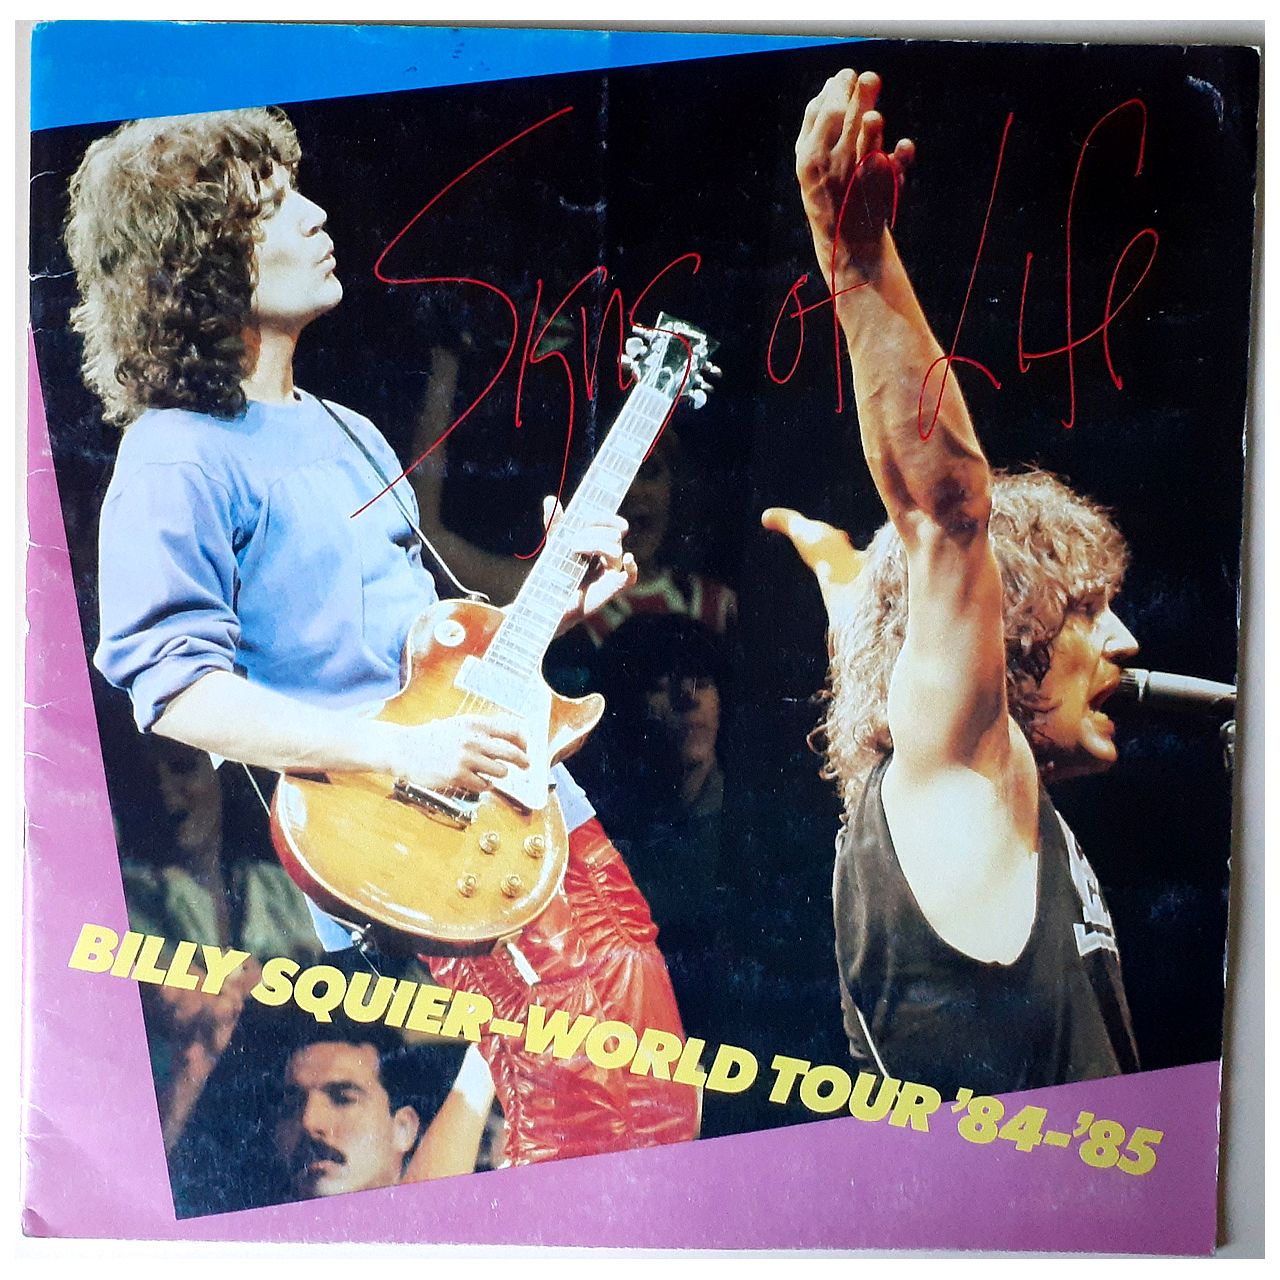 Signs of Life
BILLY SQUIER-WORLD TOUR '84-'85